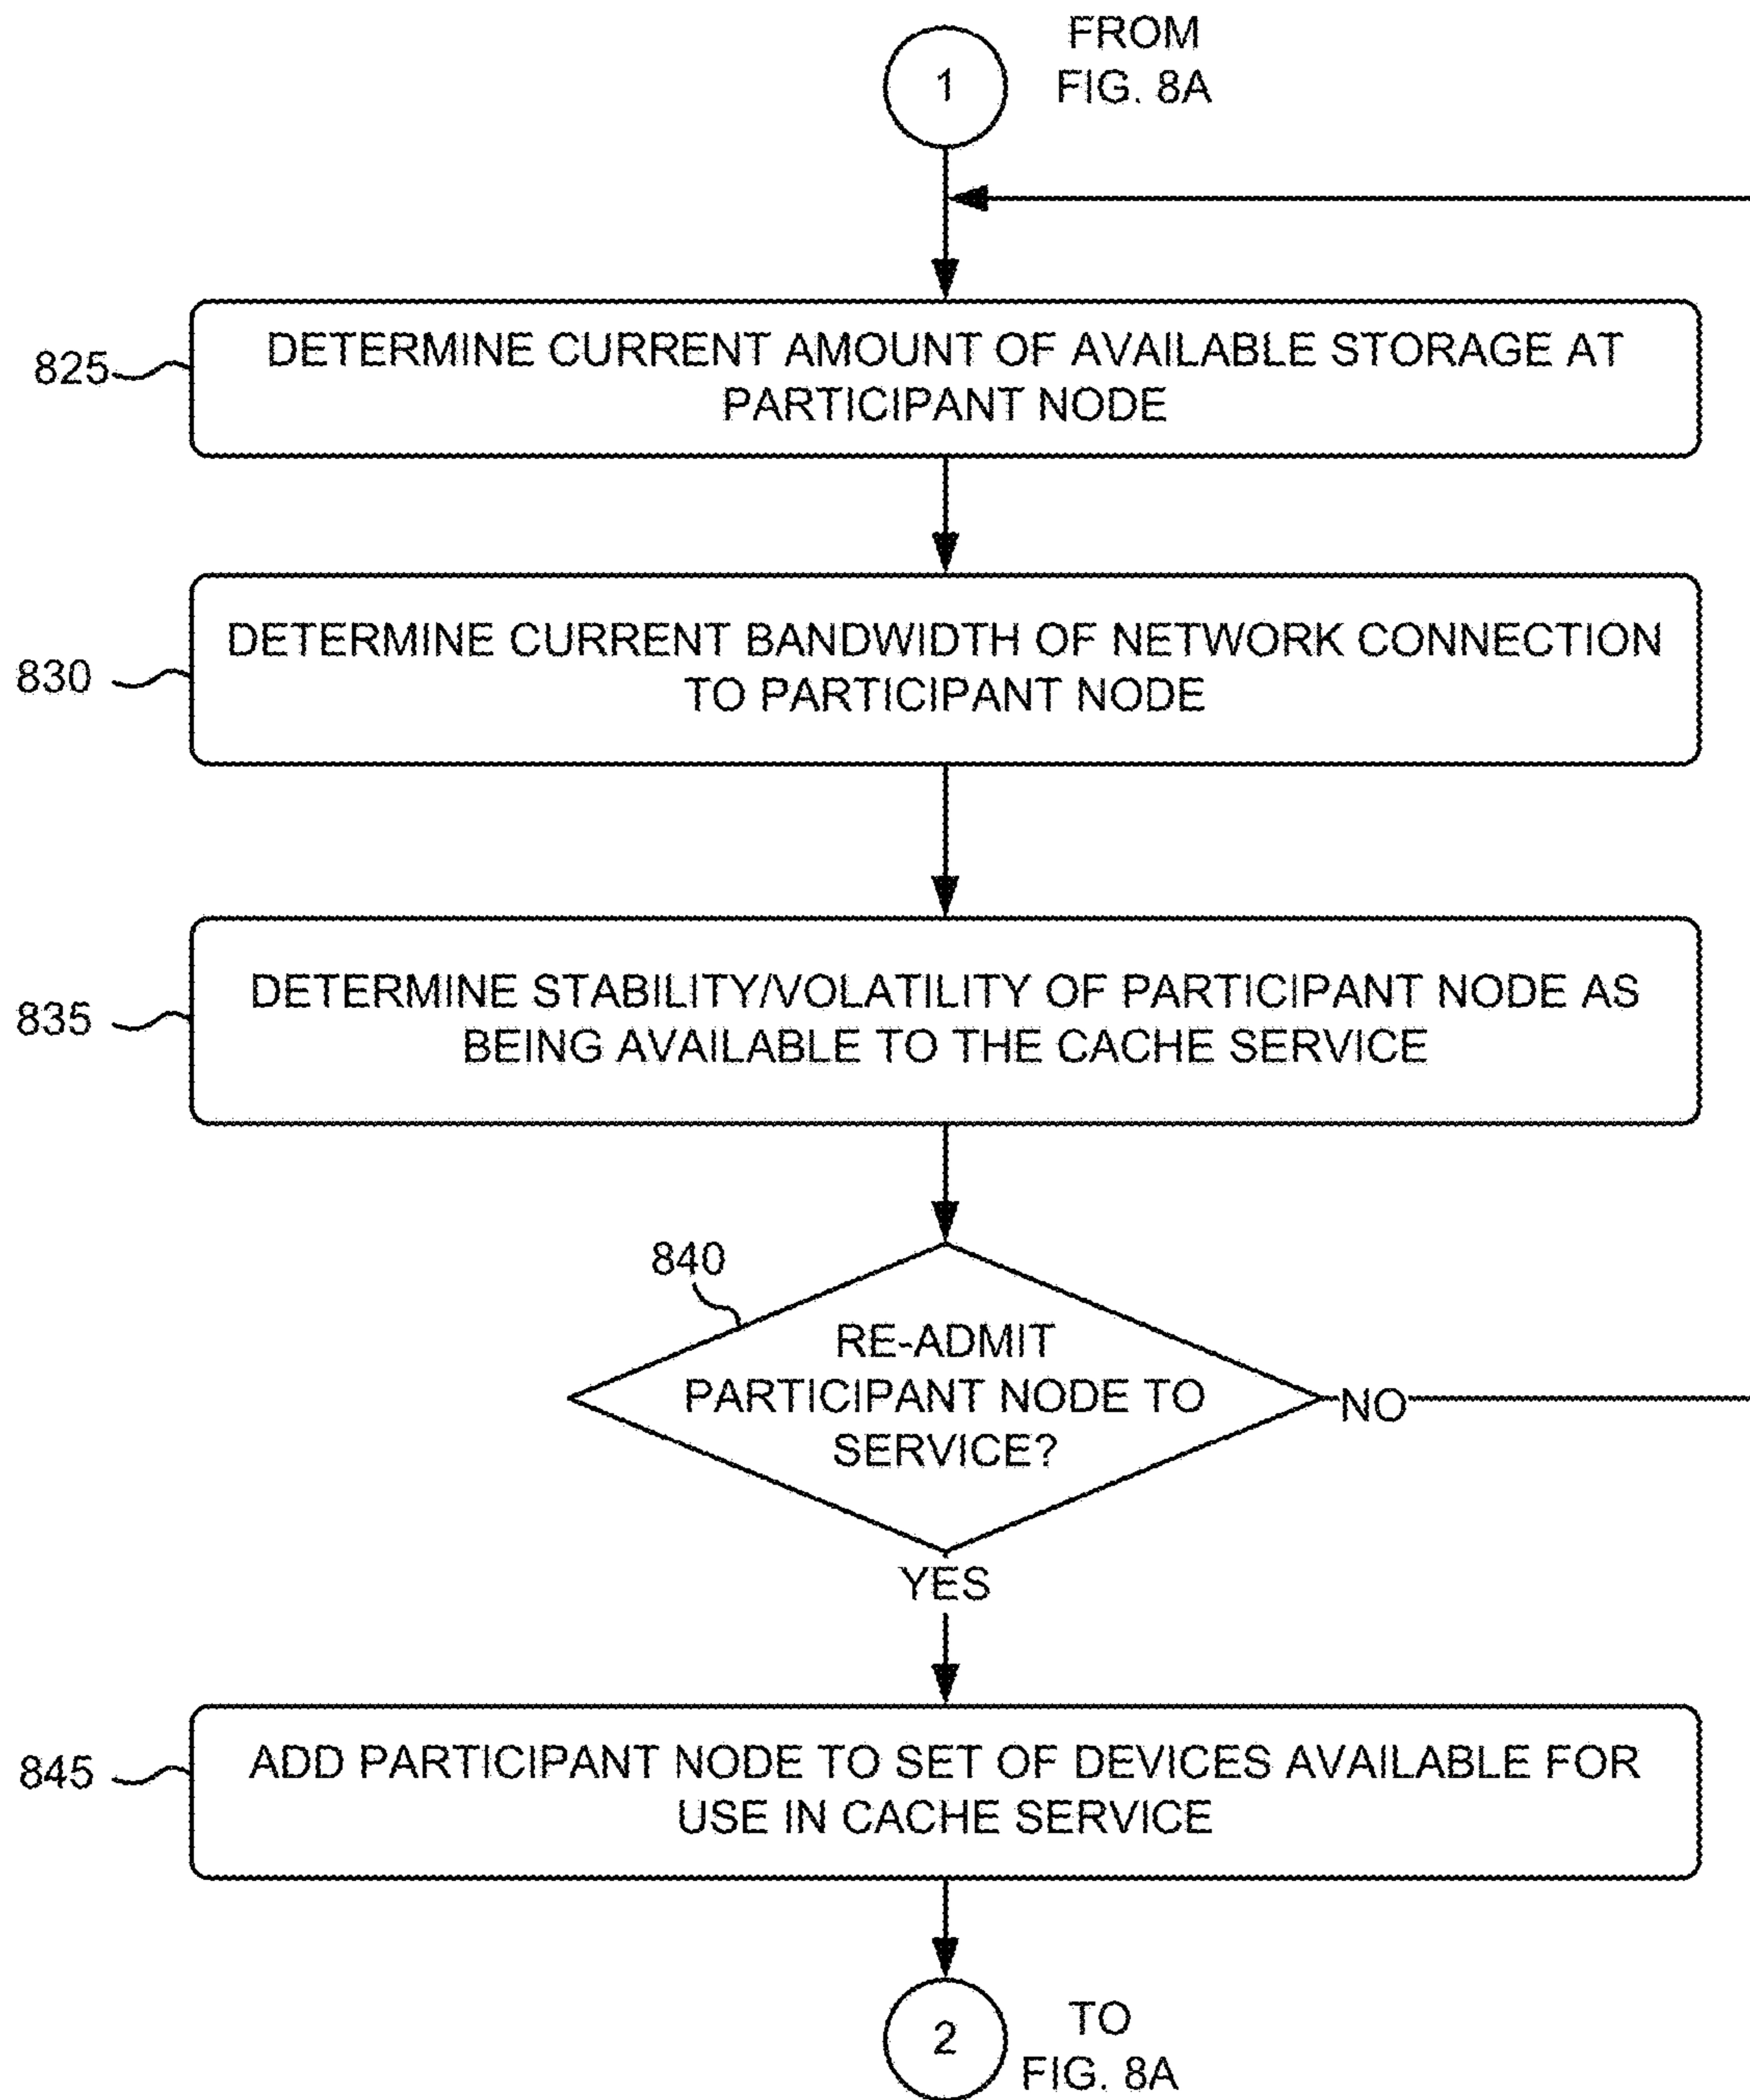 1
FROM
FIG. 8A
825
DETERMINE CURRENT AMOUNT OF AVAILABLE STORAGE AT
PARTICIPANT NODE
830
DETERMINE CURRENT BANDWIDTH OF NETWORK CONNECTION
TO PARTICIPANT NODE
835
DETERMINE STABILITY/VOLATILITY OF PARTICIPANT NODE AS
BEING AVAILABLE TO THE CACHE SERVICE
840
RE-ADMIT
PARTICIPANT NODE TO
SERVICE?
NO
YES
845
ADD PARTICIPANT NODE TO SET OF DEVICES AVAILABLE FOR
USE IN CACHE SERVICE
2
TO
FIG. 8A